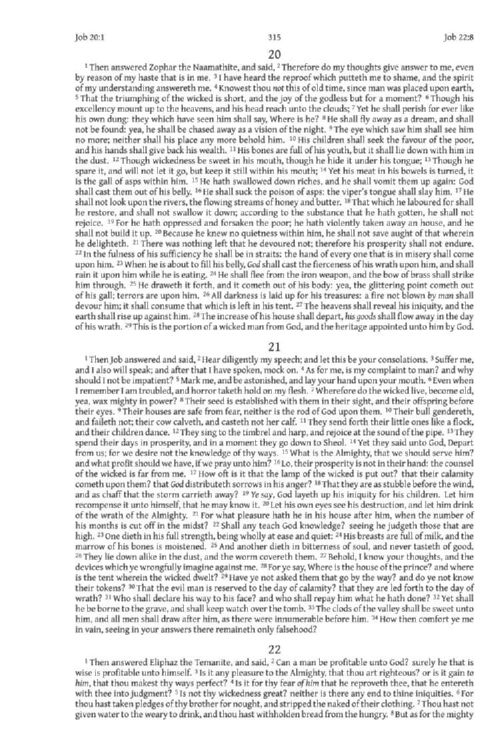 Job 20:1 315 Job 22:8
20
1 Then answered Zophar the Naamathite, and said, 2 Therefore do my thoughts give answer to me, even
by reason of my haste that is in me. 3 I have heard the reproof which putteth me to shame, and the spirit
of my understanding answereth me. 4 Knowest thou not this of old time, since man was placed upon earth,
5 That the triumphing of the wicked is short, and the joy of the godless but for a moment? 6 Though his
excellency mount up to the heavens, and his head reach unto the clouds; 7 Yet he shall perish for ever like
his own dung: they which have seen him shall say, Where is he? 8 He shall fly away as a dream, and shall
not be found: yea, he shall be chased away as a vision of the night. 9 The eye which saw him shall see him
no more; neither shall his place any more behold him. 10 His children shall seek the favour of the poor,
and his hands shall give back his wealth. 11 His bones are full of his youth, but it shall lie down with him in
the dust. 12 Though wickedness be sweet in his mouth, though he hide it under his tongue; 13 Though he
spare it, and will not let it go, but keep it still within his mouth; 14 Yet his meat in his bowels is turned, it
is the gall of asps within him. 15 He hath swallowed down riches, and he shall vomit them up again: God
shall cast them out of his belly. 16 He shall suck the poison of asps: the viper's tongue shall slay him. 17 He
shall not look upon the rivers, the flowing streams of honey and butter. 18 That which he laboured for shall
he restore, and shall not swallow it down; according to the substance that he hath gotten, he shall not
rejoice. 19 For he hath oppressed and forsaken the poor; he hath violently taken away an house, and he
shall not build it up. 20 Because he knew no quietness within him, he shall not save aught of that wherein
he delighteth. 21 There was nothing left that he devoured not; therefore his prosperity shall not endure.
22 In the fulness of his sufficiency he shall be in straits: the hand of every one that is in misery shall come
upon him. 23 When he is about to fill his belly, God shall cast the fierceness of his wrath upon him, and shall
rain it upon him while he is eating. 24 He shall flee from the iron weapon, and the bow of brass shall strike
him through. 25 He draweth it forth, and it cometh out of his body: yea, the glittering point cometh out
of his gall; terrors are upon him. 26 All darkness is laid up for his treasures: a fire not blown by man shall
devour him; it shall consume that which is left in his tent. 27 The heavens shall reveal his iniquity, and the
earth shall rise up against him. 28 The increase of his house shall depart, his goods shall flow away in the day
of his wrath. 29 This is the portion of a wicked man from God, and the heritage appointed unto him by God.
21
1 Then Job answered and said, 2 Hear diligently my speech; and let this be your consolations. 3 Suffer me,
and I also will speak; and after that I have spoken, mock on. 4 As for me, is my complaint to man? and why
should I not be impatient? 5 Mark me, and be astonished, and lay your hand upon your mouth. 6 Even when
I remember I am troubled, and horror taketh hold on my flesh. 7 Wherefore do the wicked live, become old,
yea, wax mighty in power? 8 Their seed is established with them in their sight, and their offspring before
their eyes. 9 Their houses are safe from fear, neither is the rod of God upon them. 10 Their bull gendereth,
and faileth not; their cow calveth, and casteth not her calf. 11 They send forth their little ones like a flock,
and their children dance. 12 They sing to the timbrel and harp, and rejoice at the sound of the pipe. 13 They
spend their days in prosperity, and in a moment they go down to Sheol. 14 Yet they said unto God, Depart
from us; for we desire not the knowledge of thy ways. 15 What is the Almighty, that we should serve him?
and what profit should we have, if we pray unto him? 16 Lo, their prosperity is not in their hand: the counsel
of the wicked is far from me. 17 How oft is it that the lamp of the wicked is put out? that their calamity
cometh upon them? that God distributeth sorrows in his anger? 18 That they are as stubble before the wind,
and as chaff that the storm carrieth away? 19 Ye say, God layeth up his iniquity for his children. Let him
recompense it unto himself, that he may know it. 20 Let his own eyes see his destruction, and let him drink
of the wrath of the Almighty. 21 For what pleasure hath he in his house after him, when the number of
his months is cut off in the midst? 22 Shall any teach God knowledge? seeing he judgeth those that are
high. 23 One dieth in his full strength, being wholly at ease and quiet: 24 His breasts are full of milk, and the
marrow of his bones is moistened. 25 And another dieth in bitterness of soul, and never tasteth of good.
26 They lie down alike in the dust, and the worm covereth them. 27 Behold, I know your thoughts, and the
devices which ye wrongfully imagine against me. 28 For ye say, Where is the house of the prince? and where
is the tent wherein the wicked dwelt? 29 Have ye not asked them that go by the way? and do ye not know
their tokens? 30 That the evil man is reserved to the day of calamity? that they are led forth to the day of
wrath? 31 Who shall declare his way to his face? and who shall repay him what he hath done? 32 Yet shall
he be borne to the grave, and shall keep watch over the tomb. 33 The clods of the valley shall be sweet unto
him, and all men shall draw after him, as there were innumerable before him. 34 How then comfort ye me
in vain, seeing in your answers there remaineth only falsehood?
22
1 Then answered Eliphaz the Temanite, and said, 2 Can a man be profitable unto God? surely he that is
wise is profitable unto himself. 3 Is it any pleasure to the Almighty, that thou art righteous? or is it gain to
him, that thou makest thy ways perfect? 4 Is it for thy fear of him that he reproveth thee, that he entereth
with thee into judgment? 5 Is not thy wickedness great? neither is there any end to thine iniquities. 6 For
thou hast taken pledges of thy brother for nought, and stripped the naked of their clothing. 7 Thou hast not
given water to the weary to drink, and thou hast withholden bread from the hungry. 8 But as for the mighty